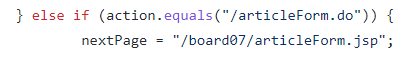 } else if (action.equals("/articleForm.do")) {
nextPage = "/board07/articleForm.jsp";